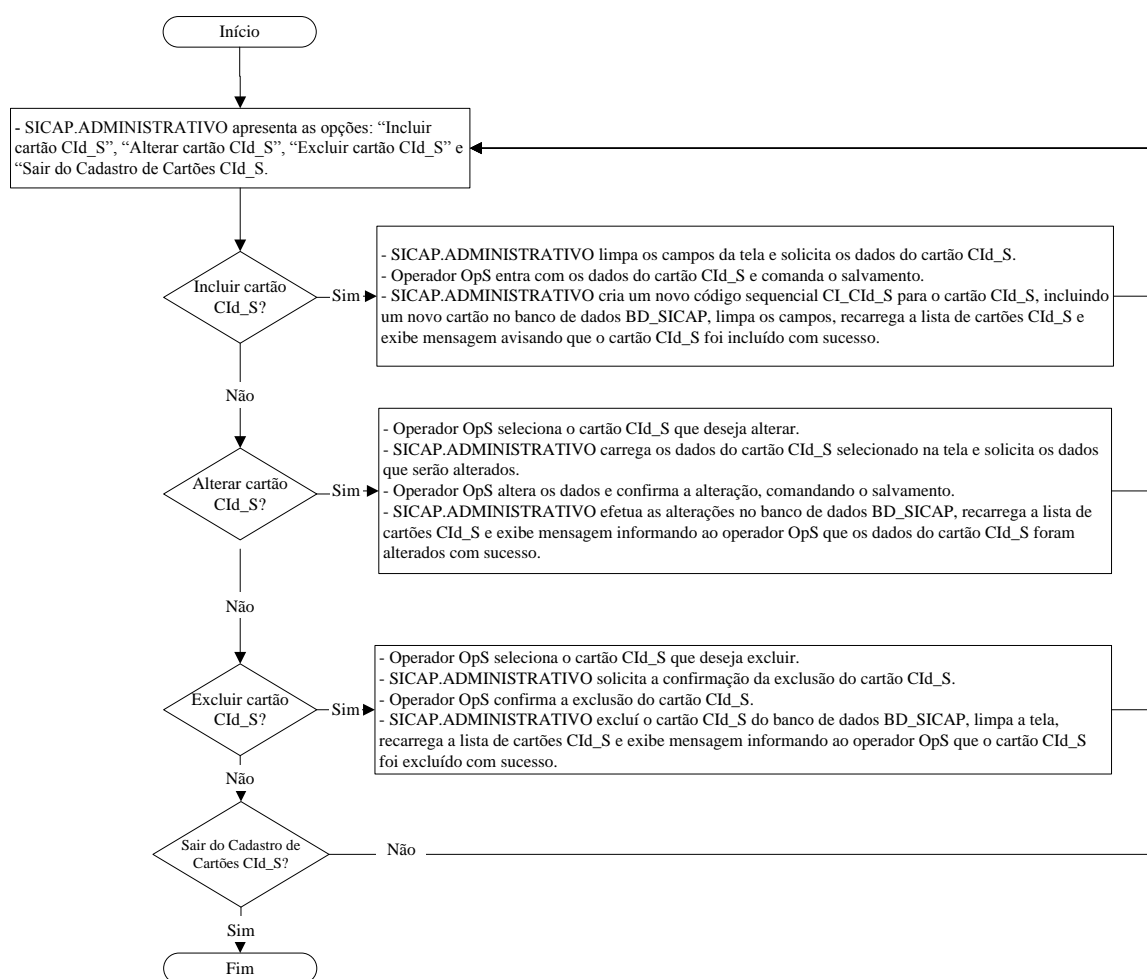 Início
- SICAP.ADMINISTRATIVO apresenta as opções: “Incluir
cartão CId_S”, “Alterar cartão CId_S”, “Excluir cartão CId_S” e
“Sair do Cadastro de Cartões CId_S.
Incluir cartão
CId_S?
Sim
- SICAP.ADMINISTRATIVO limpa os campos da tela e solicita os dados do cartão CId_S.
- Operador OpS entra com os dados do cartão CId_S e comanda o salvamento.
- SICAP.ADMINISTRATIVO cria um novo código sequencial CI_CId_S para o cartão CId_S, incluindo
um novo cartão no banco de dados BD_SICAP, limpa os campos, recarrega a lista de cartões CId_S e
exibe mensagem avisando que o cartão CId_S foi incluído com sucesso.
Não
Alterar cartão
CId_S?
Sim
- Operador OpS seleciona o cartão CId_S que deseja alterar.
- SICAP.ADMINISTRATIVO carrega os dados do cartão CId_S selecionado na tela e solicita os dados
que serão alterados.
- Operador OpS altera os dados e confirma a alteração, comandando o salvamento.
- SICAP.ADMINISTRATIVO efetua as alterações no banco de dados BD_SICAP, recarrega a lista de
cartões CId_S e exibe mensagem informando ao operador OpS que os dados do cartão CId_S foram
alterados com sucesso.
Não
Excluir cartão
CId_S?
Sim
- Operador OpS seleciona o cartão CId_S que deseja excluir.
- SICAP.ADMINISTRATIVO solicita a confirmação da exclusão do cartão CId_S.
- Operador OpS confirma a exclusão do cartão CId_S.
- SICAP.ADMINISTRATIVO excluí o cartão CId_S do banco de dados BD_SICAP, limpa a tela,
recarrega a lista de cartões CId_S e exibe mensagem informando ao operador OpS que o cartão CId_S
foi excluído com sucesso.
Não
Sair do Cadastro de
Cartões CId_S?
Não
Sim
Fim